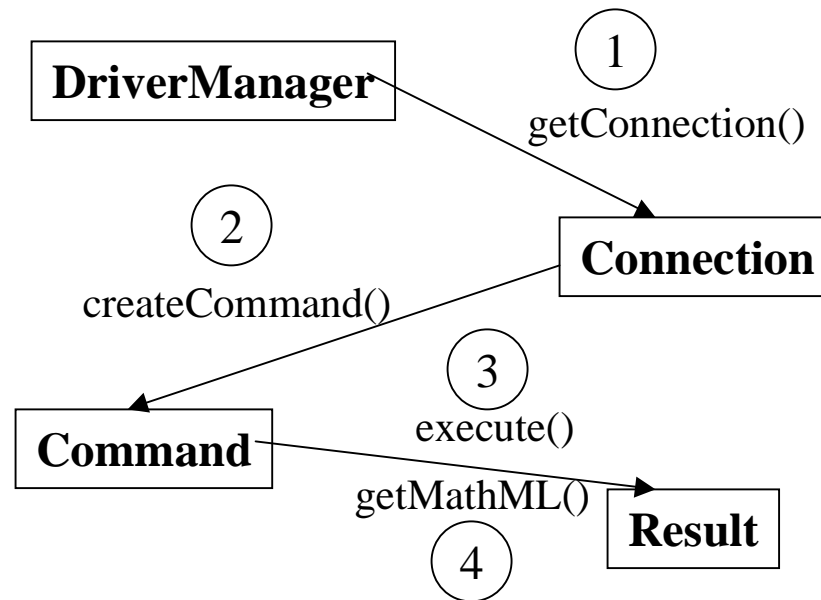 1
DriverManager
getConnection()
2
Connection
createCommand()
3
execute()
Command
getMathML()
Result
4